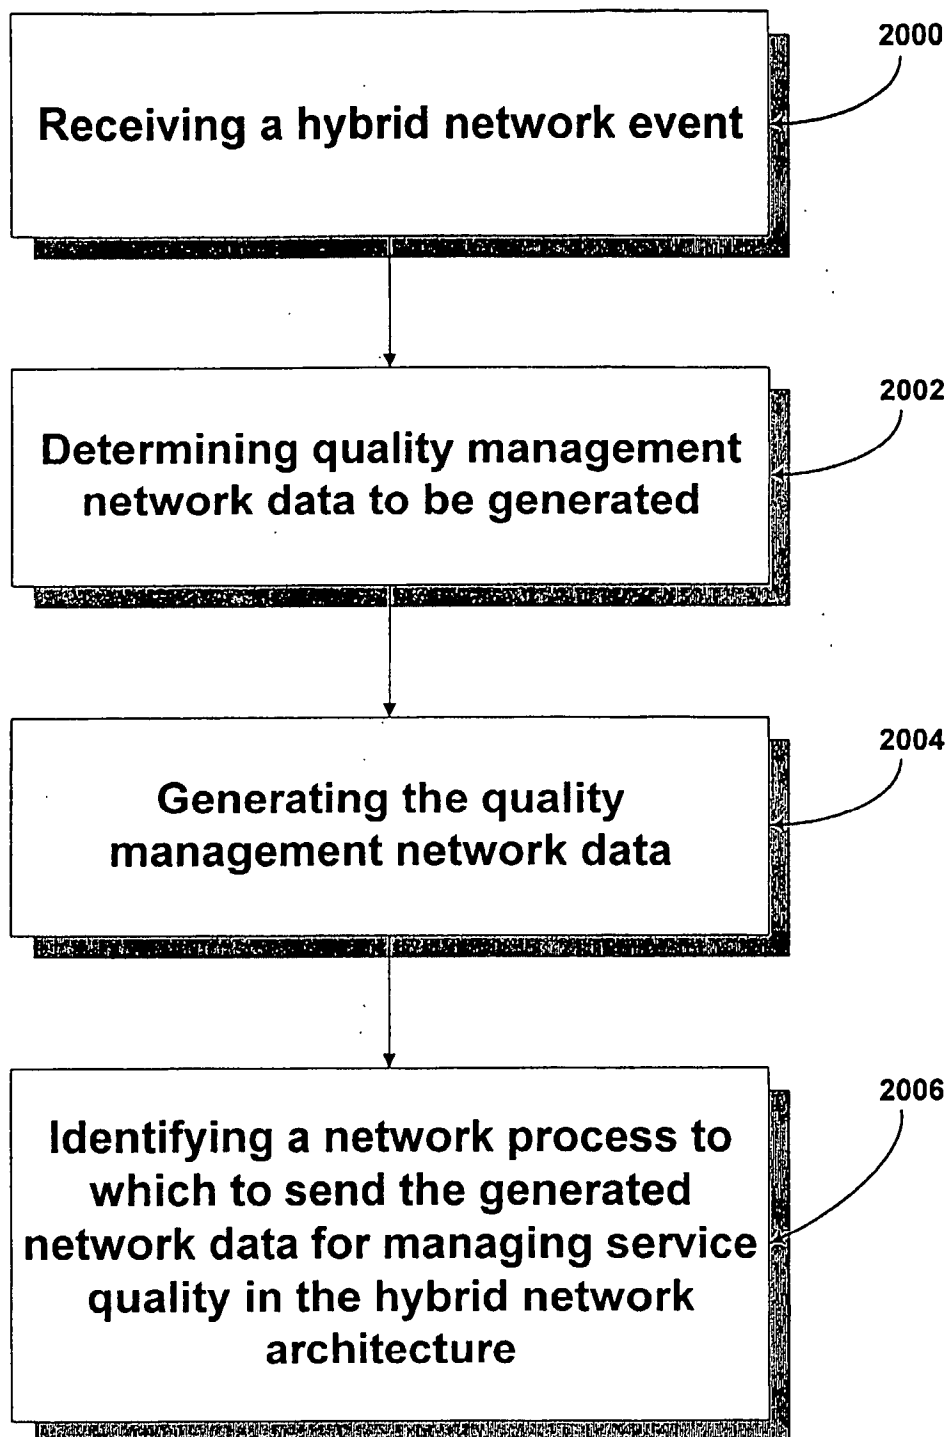 2000
Receiving a hybrid network event
2002
Determining quality management
network data to be generated
2004
Generating the quality
management network data
2006
Identifying a network process to
which to send the generated
network data for managing service
quality in the hybrid network
architecture